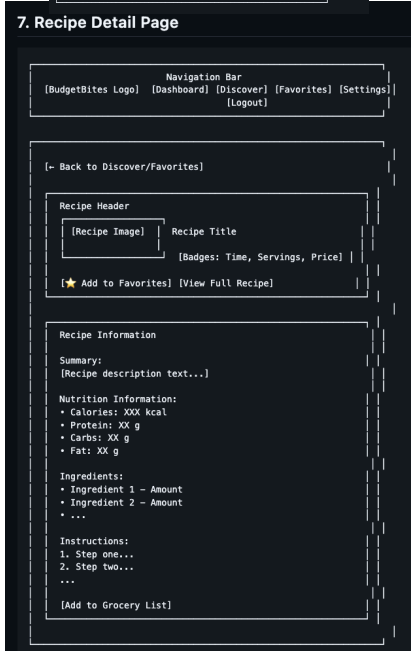 7. Recipe Detail Page
Navigation Bar
[BudgetBites Logo] [Dashboard] [Discover] [Favorites] [Settings]
[Logout]
[← Back to Discover/Favorites]
Recipe Header
[Recipe Image] Recipe Title
[Badges: Time, Servings, Price]
[⭐ Add to Favorites] [View Full Recipe]
Recipe Information
Summary:
[Recipe description text...]
Nutrition Information:
• Calories: XXX kcal
• Protein: XX g
• Carbs: XX g
• Fat: XX g
Ingredients:
• Ingredient 1 – Amount
• Ingredient 2 – Amount
• ...
Instructions:
1. Step one...
2. Step two...
...
[Add to Grocery List]